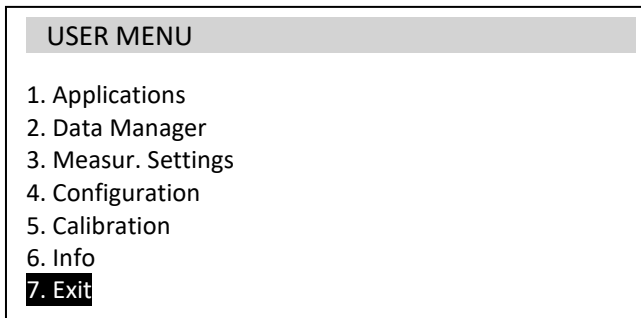 USER MENU
1. Applications
2. Data Manager
3. Measur. Settings
4. Configuration
5. Calibration
6. Info
7. Exit